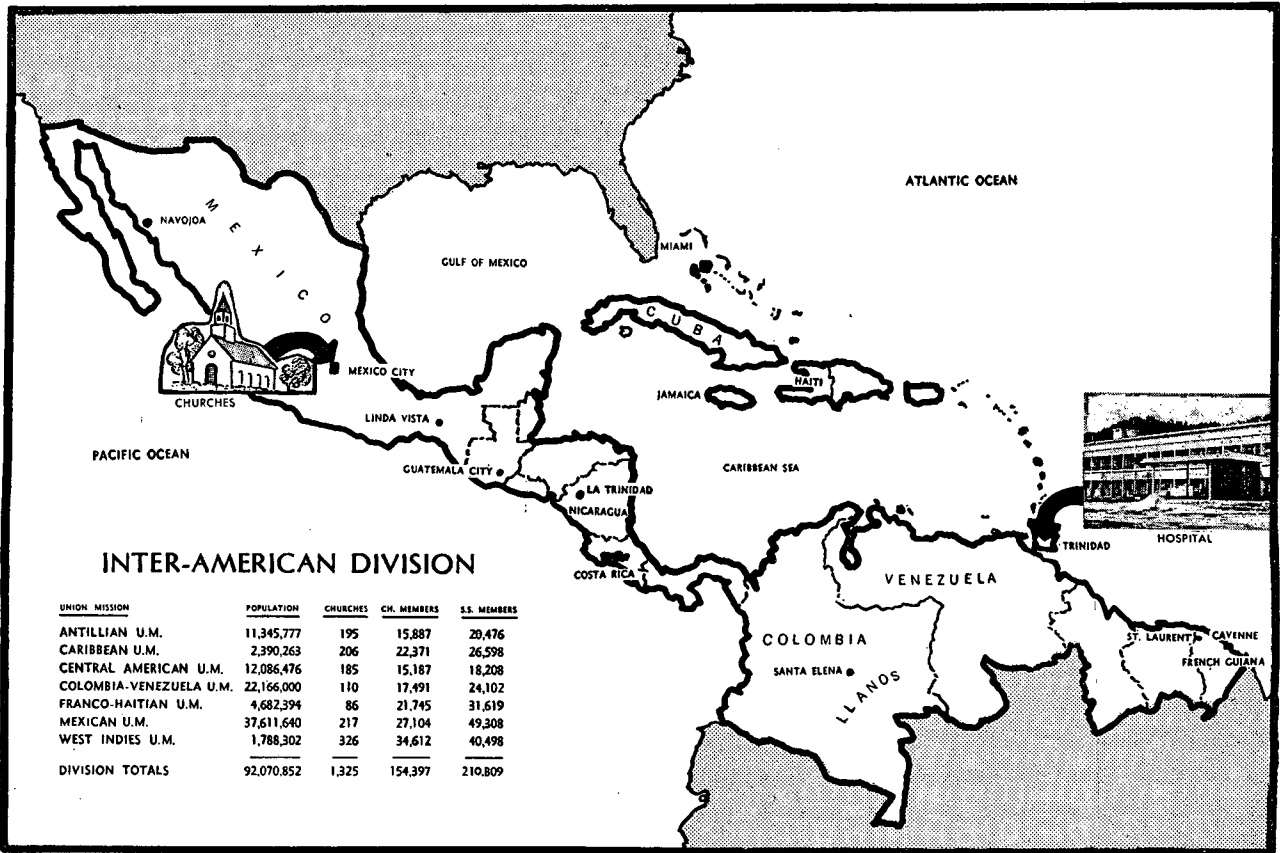 ATLANTIC OCEAN
NAVOJOA
MEXICO
MIAMI
GULF OF MEXICO
CUBA
MEXICO CITY
HAITI
JAMAICA
CHURCHES
LINDA VISTA
PACIFIC OCEAN
GUATEMALA CITY
CARIBBEAN SEA
LA TRINIDAD
NICARAGUA
HOSPITAL
TRINIDAD
COSTA RICA
VENEZUELA
COLOMBIA
ST. LAURENT
CAYENNE
FRENCH GUIANA
SANTA ELENA
LLANOS
INTER-AMERICAN DIVISION
UNION MISSION POPULATION CHURCHES CH. MEMBERS S.S. MEMBERS
ANTILLIAN U.M. 11,345,777 195 15,887 20,476
CARIBBEAN U.M. 2,390,263 206 22,371 26,598
CENTRAL AMERICAN U.M. 12,086,476 185 15,187 18,208
COLOMBIA-VENEZUELA U.M. 22,166,000 110 17,491 24,102
FRANCO-HAITIAN U.M. 4,682,394 86 21,745 31,619
MEXICAN U.M. 37,611,640 217 27,104 49,308
WEST INDIES U.M. 1,788,302 326 34,612 40,498
DIVISION TOTALS 92,070,852 1,325 154,397 210,809